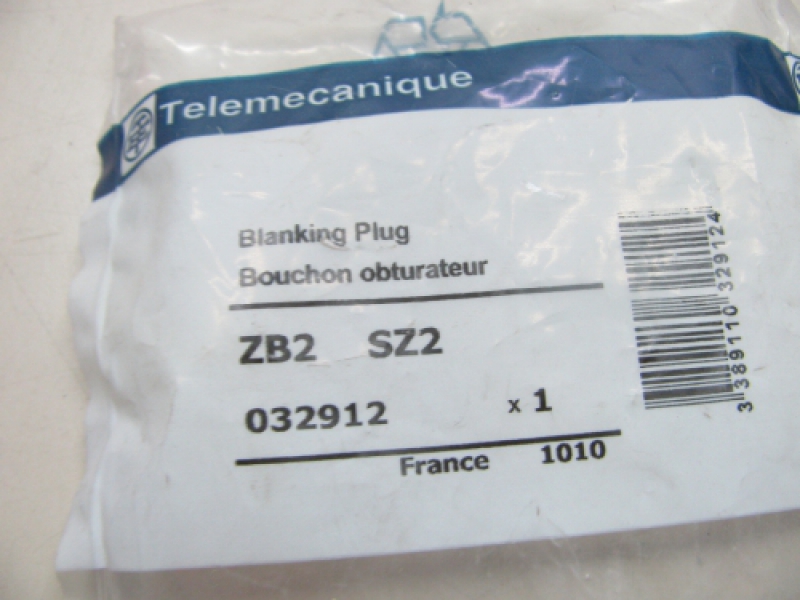 Telemecanique
Blanking Plug
Bouchon obturateur
ZB2 SZ2
032912 x 1
France 1010
3 389110 329124